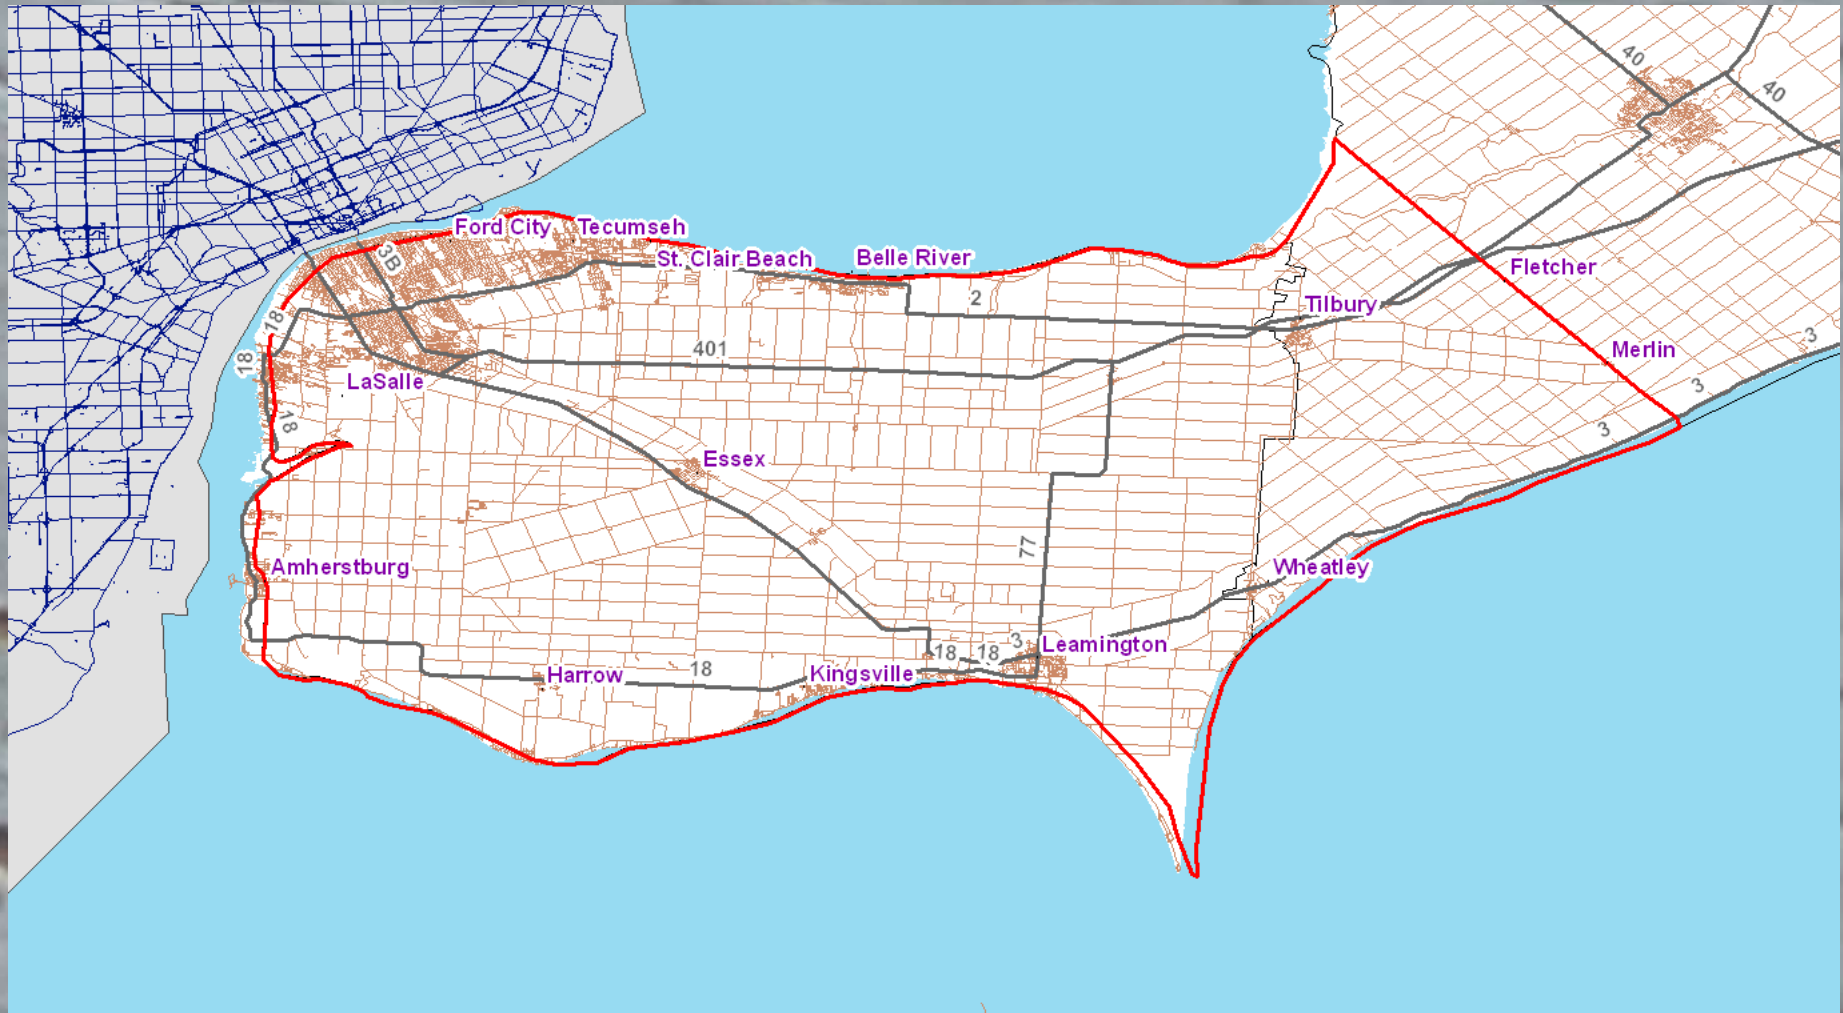 40
40
Ford City
Tecumseh
3B
St. Clair Beach
Belle River
Fletcher
2
Tilbury
18
3
Merlin
401
18
LaSalle
3
18
3
Essex
77
Amherstburg
Wheatley
3
Leamington
18
18
18
Harrow
Kingsville